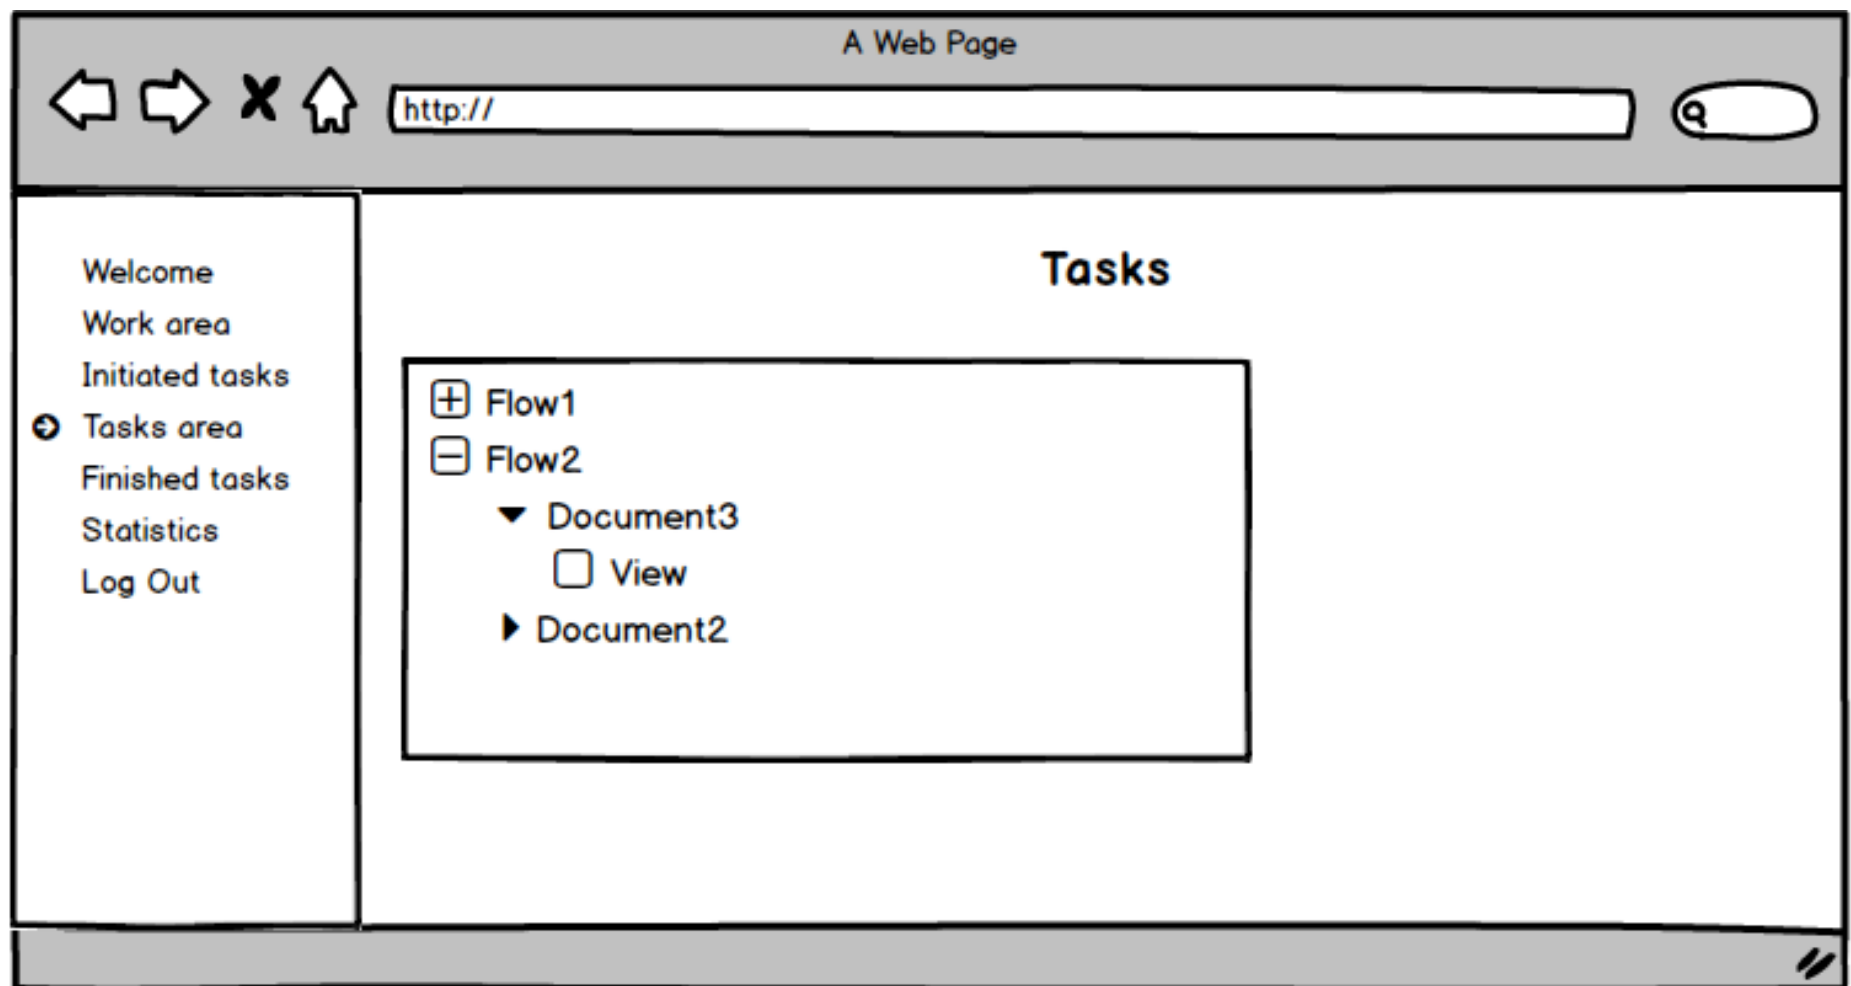 A Web Page
http://
Welcome
Work area
Initiated tasks
Tasks area
Finished tasks
Statistics
Log Out
Tasks
Flow1
Flow2
Document3
View
Document2